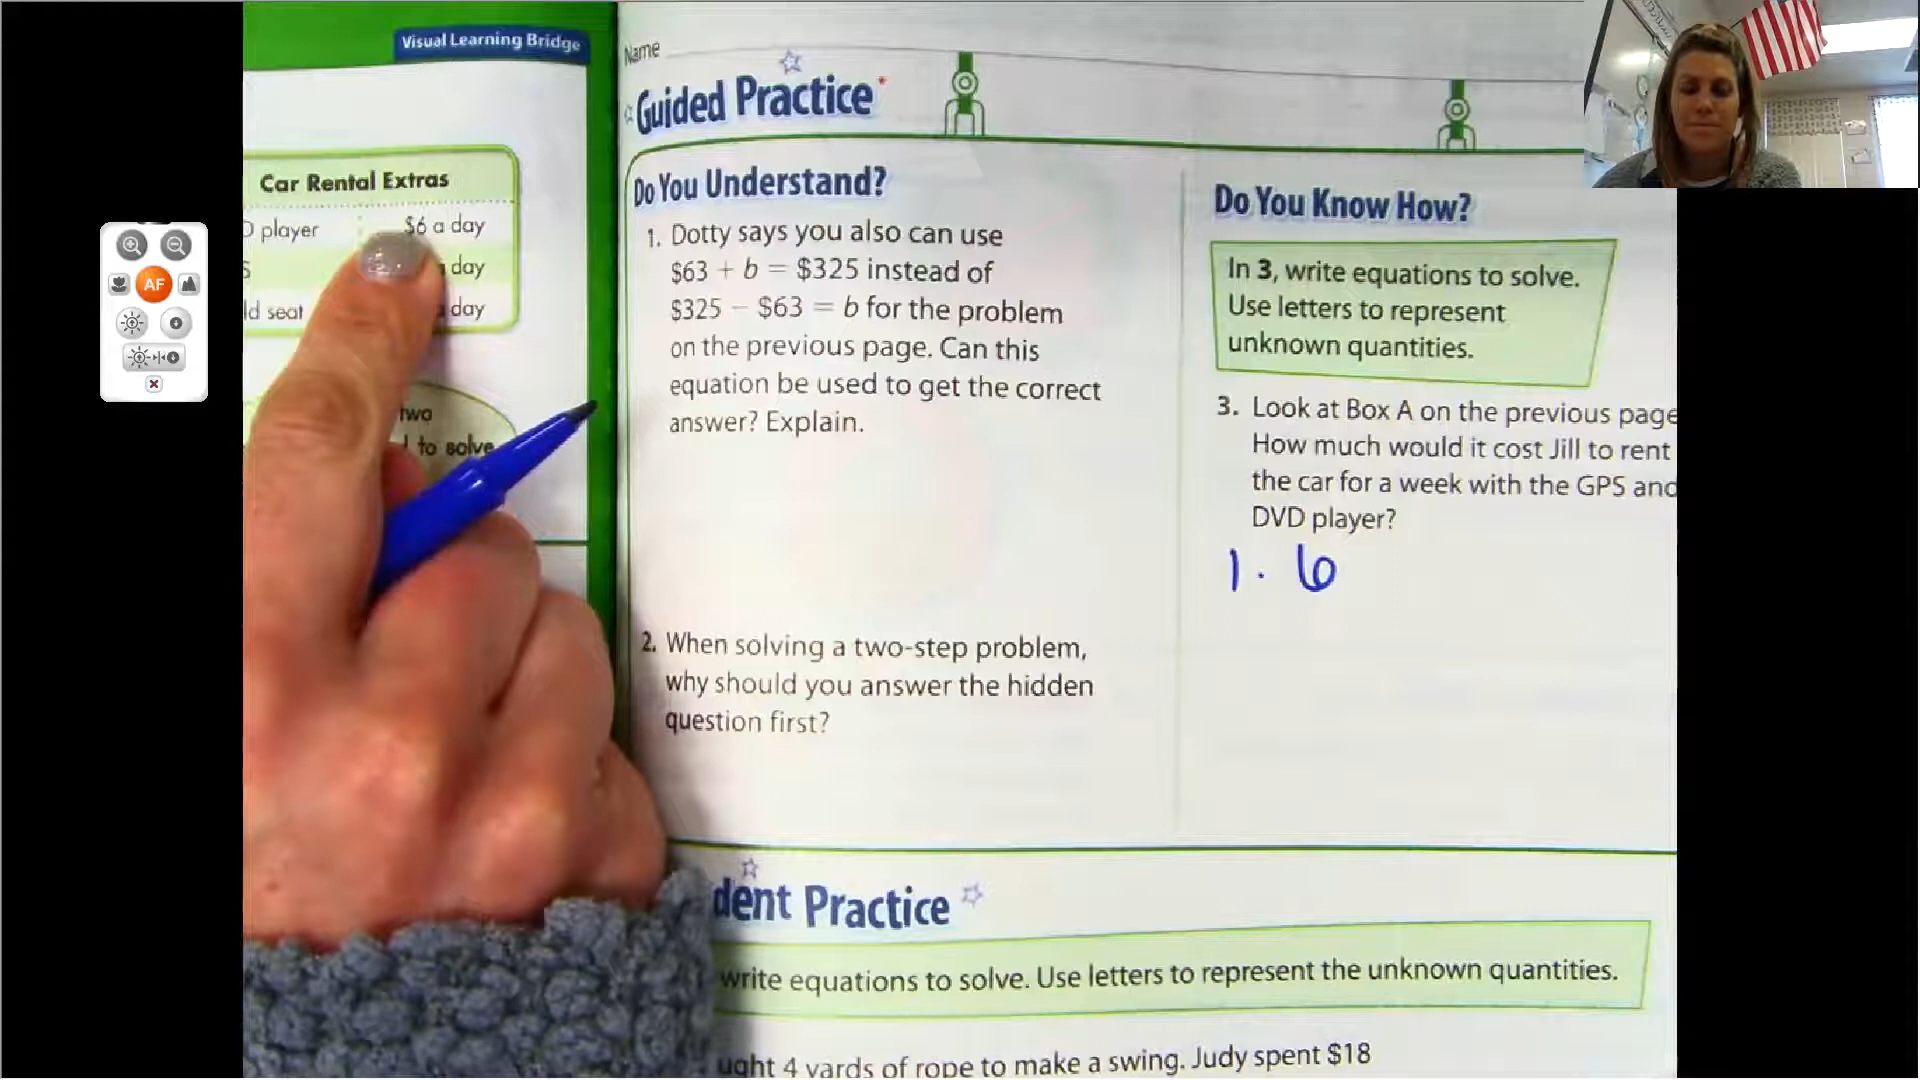 Visual Learning Bridge
Car Rental Extras
player $6 a day
day
seat day
two
to solve
AF
Name
Guided Practice
Do You Understand?
1. Dotty says you also can use
$63 + b = $325 instead of
$325 − $63 = b for the problem
on the previous page. Can this
equation be used to get the correct
answer? Explain.
2. When solving a two-step problem,
why should you answer the hidden
question first?
Do You Know How?
In 3, write equations to solve.
Use letters to represent
unknown quantities.
3. Look at Box A on the previous page
How much would it cost Jill to rent
the car for a week with the GPS and
DVD player?
1. 6
dent Practice
write equations to solve. Use letters to represent the unknown quantities.
ught 4 yards of rope to make a swing. Judy spent $18